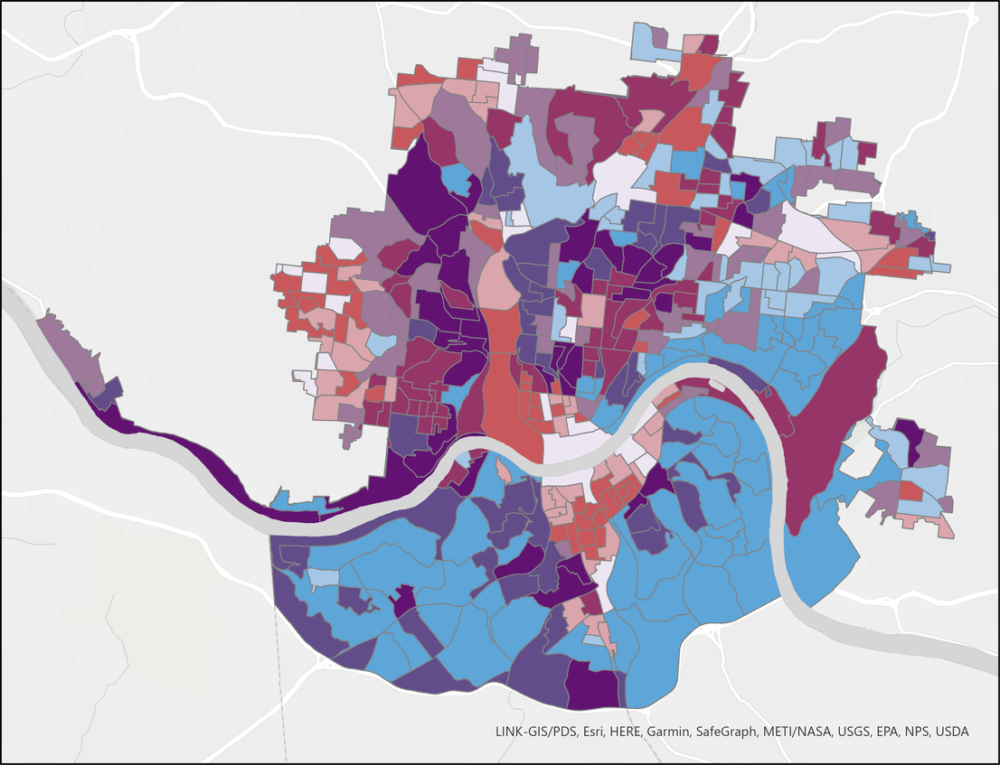 LINK-GIS/PDS, Esri, HERE, Garmin, SafeGraph, METI/NASA, USGS, EPA, NPS, USDA